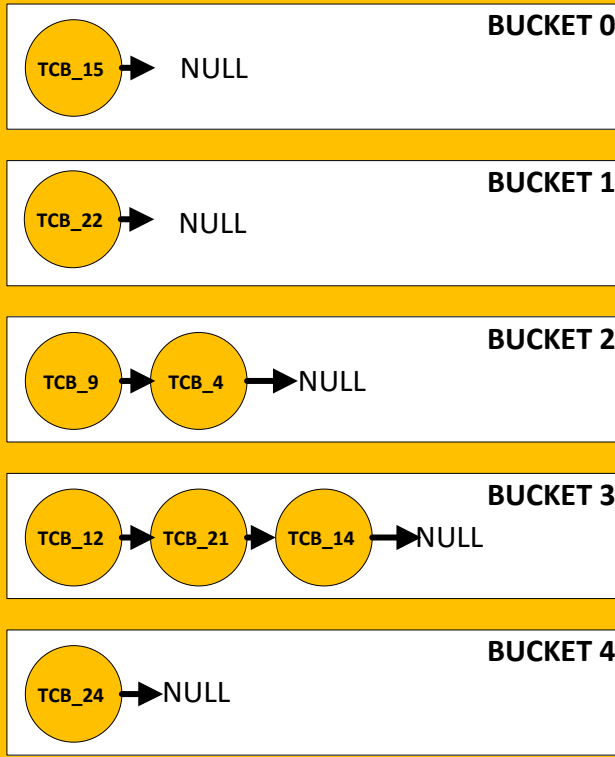 BUCKET 0
TCB_15 NULL
BUCKET 1
TCB_22 NULL
BUCKET 2
TCB_9 TCB_4 NULL
BUCKET 3
TCB_12 TCB_21 TCB_14 NULL
BUCKET 4
TCB_24 NULL